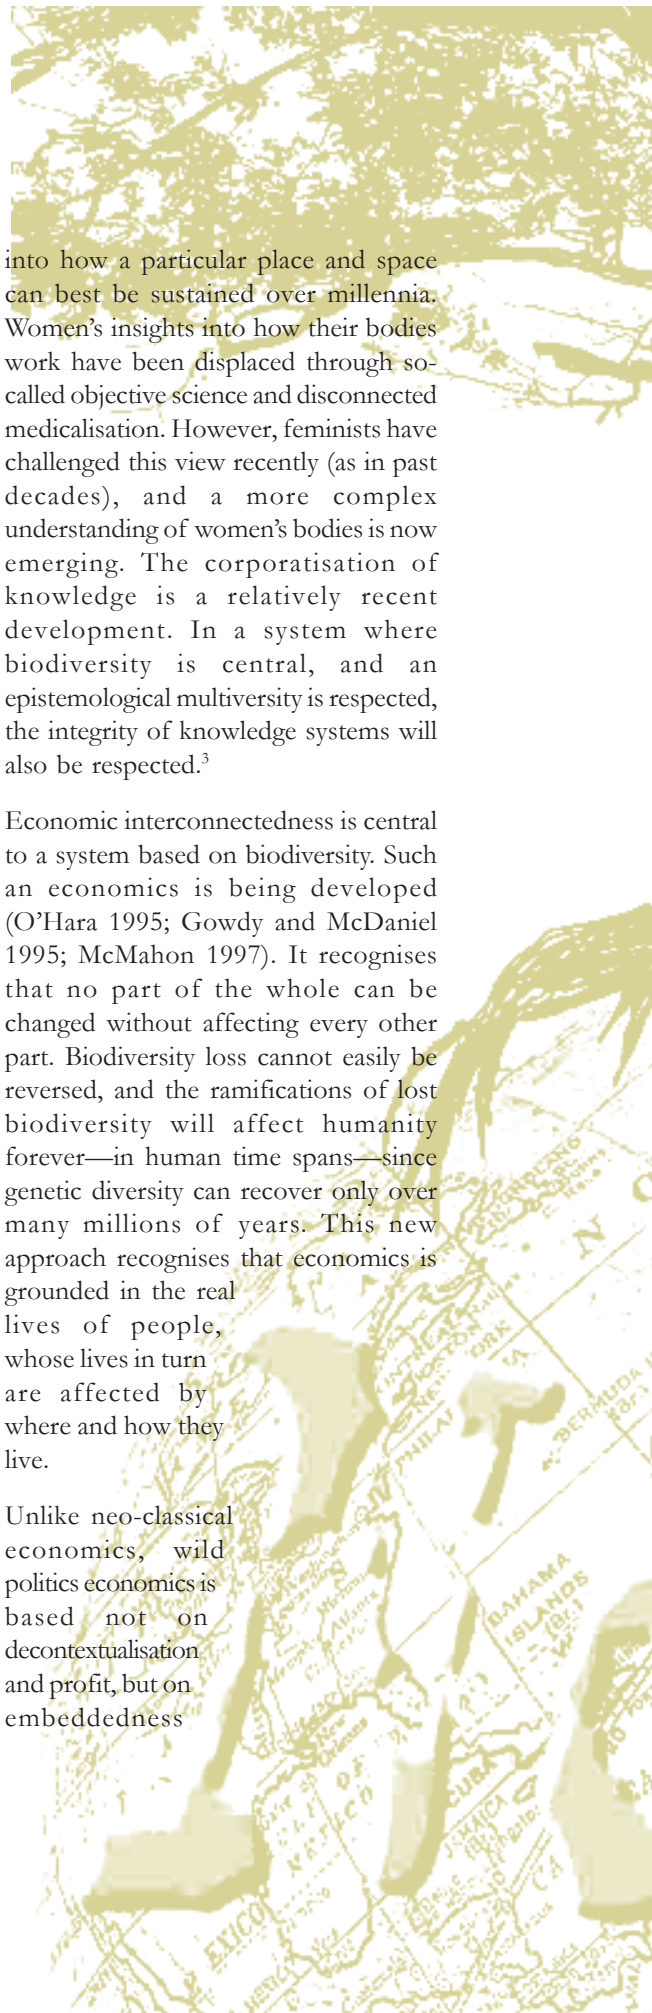 into how a particular place and space
can best be sustained over millennia.
Women's insights into how their bodies
work have been displaced through so-
called objective science and disconnected
medicalisation. However, feminists have
challenged this view recently (as in past
decades), and a more complex
understanding of women's bodies is now
emerging. The corporatisation of
knowledge is a relatively recent
development. In a system where
biodiversity is central, and an
epistemological multiversity is respected,
the integrity of knowledge systems will
also be respected.³
Economic interconnectedness is central
to a system based on biodiversity. Such
an economics is being developed
(O'Hara 1995; Gowdy and McDaniel
1995; McMahon 1997). It recognises
that no part of the whole can be
changed without affecting every other
part. Biodiversity loss cannot easily be
reversed, and the ramifications of lost
biodiversity will affect humanity
forever—in human time spans—since
genetic diversity can recover only over
many millions of years. This new
approach recognises that economics is
grounded in the real
lives of people,
whose lives in turn
are affected by
where and how they
live.
Unlike neo-classical
economics, wild
politics economics is
based not on
decontextualisation
and profit, but on
embeddedness
BERMUDA
BAHAMA
ISLANDS
CUBA
JAMAICA